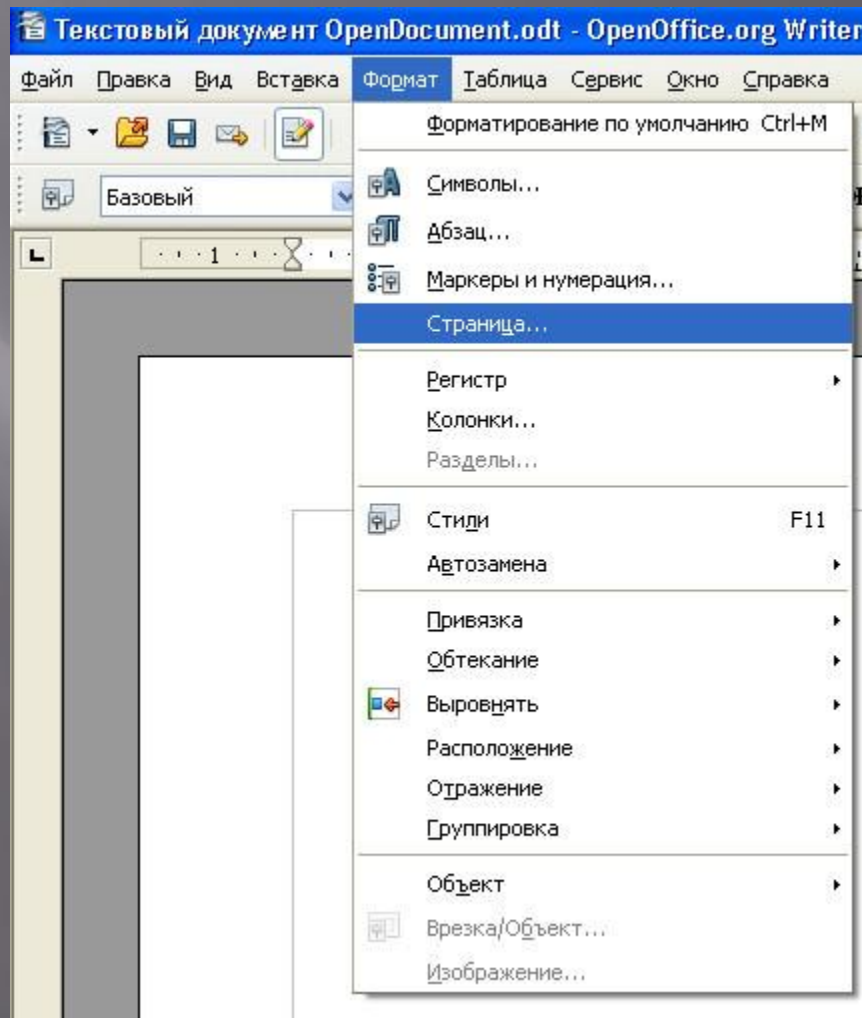 Текстовый документ OpenDocument.odt - OpenOffice.org Writer
Файл Правка Вид Вставка Формат Таблица Сервис Окно Справка
Форматирование по умолчанию Ctrl+M
Базовый
Символы...
1
Абзац...
Маркеры и нумерация...
Страница...
Регистр
Колонки...
Разделы...
Стили F11
Автозамена
Привязка
Обтекание
Выровнять
Расположение
Отражение
Группировка
Объект
Врезка/Объект...
Изображение...